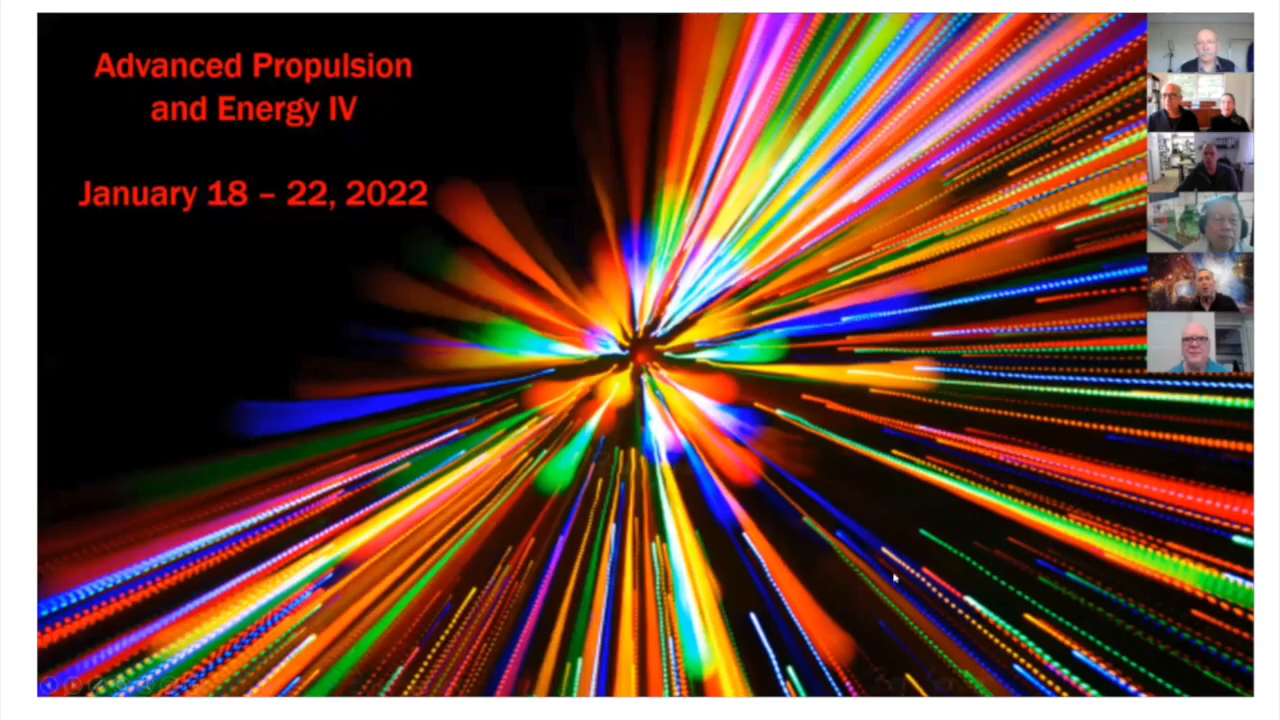 Advanced Propulsion
and Energy IV
January 18 – 22, 2022